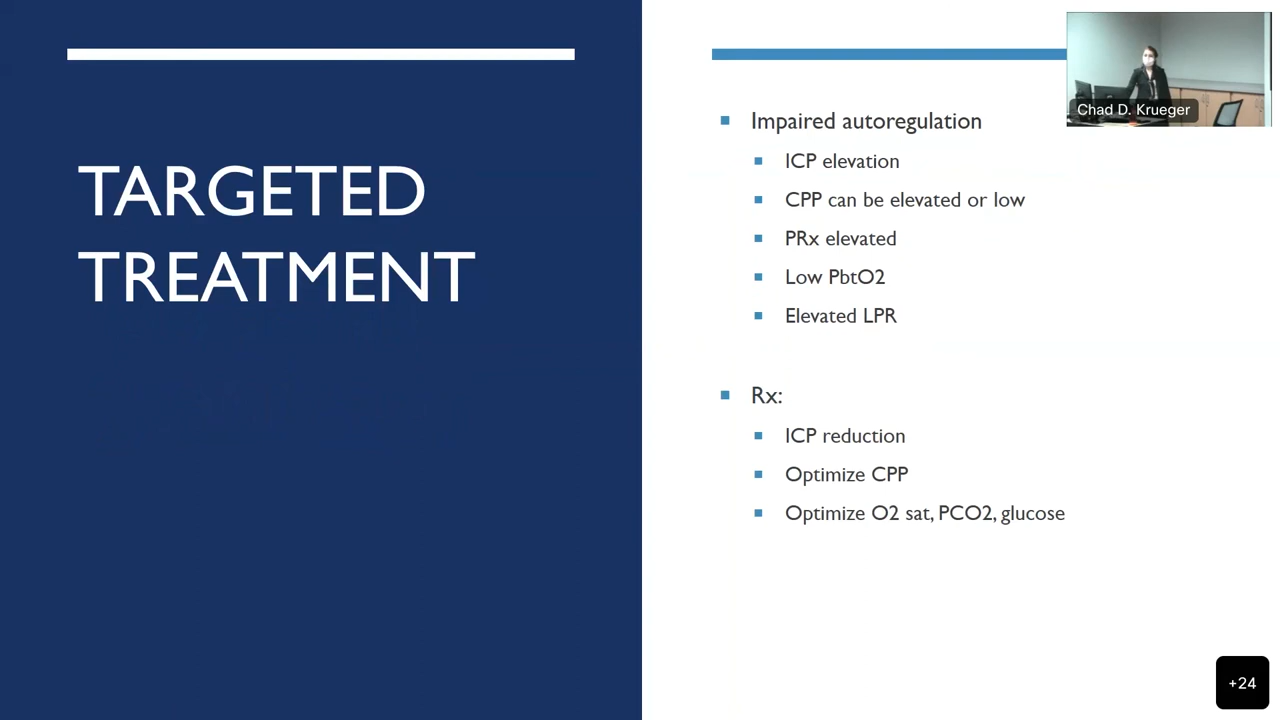 TARGETED
TREATMENT
Impaired autoregulation
ICP elevation
CPP can be elevated or low
PRx elevated
Low PbtO2
Elevated LPR
Rx:
ICP reduction
Optimize CPP
Optimize O2 sat, PCO2, glucose
Chad D. Krueger
+24